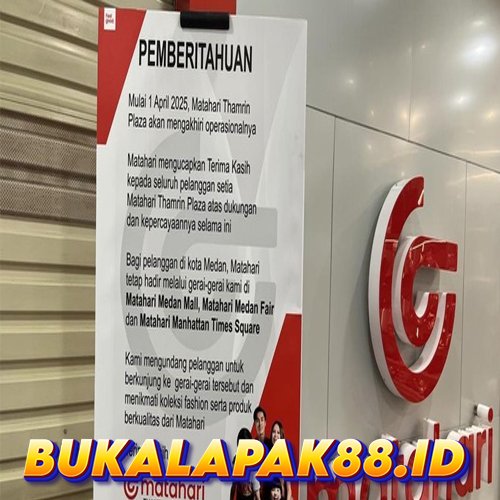 PEMBERITAHUAN
Mulai 1 April 2025, Matahari Thamrin
Plaza akan mengakhiri operasionalnya
Matahari mengucapkan Terima Kasih
kepada seluruh pelanggan setia
Matahari Thamrin Plaza atas dukungan
dan kepercayaannya selama ini
Bagi pelanggan di kota Medan, Matahari
tetap hadir melalui gerai-gerai kami di
Matahari Medan Mall, Matahari Medan Fair
dan Matahari Manhattan Times Square
Kami mengundang pelanggan untuk
berkunjung ke gerai-gerai tersebut dan
menikmati koleksi fashion serta produk
berkualitas dari Matahari
BUKALAPAK88.ID
matahari